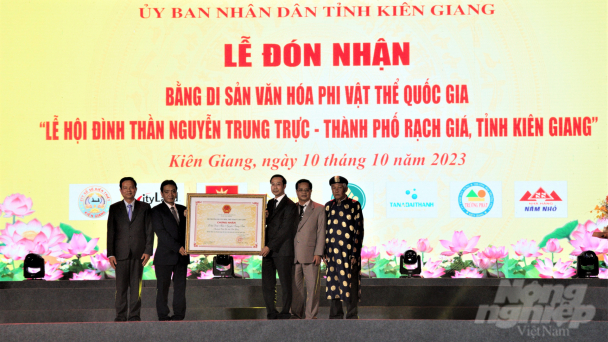 ỦY BAN NHÂN DÂN TỈNH KIÊN GIANG
LỄ ĐÓN NHẬN
BẰNG DI SẢN VĂN HÓA PHI VẬT THỂ QUỐC GIA
“LỄ HỘI ĐÌNH THẦN NGUYỄN TRUNG TRỰC - THÀNH PHỐ RẠCH GIÁ, TỈNH KIÊN GIANG”
Kiên Giang, ngày 10 tháng 10 năm 2023
NĂM NHỎ
Nông nghiệp
Việt Nam